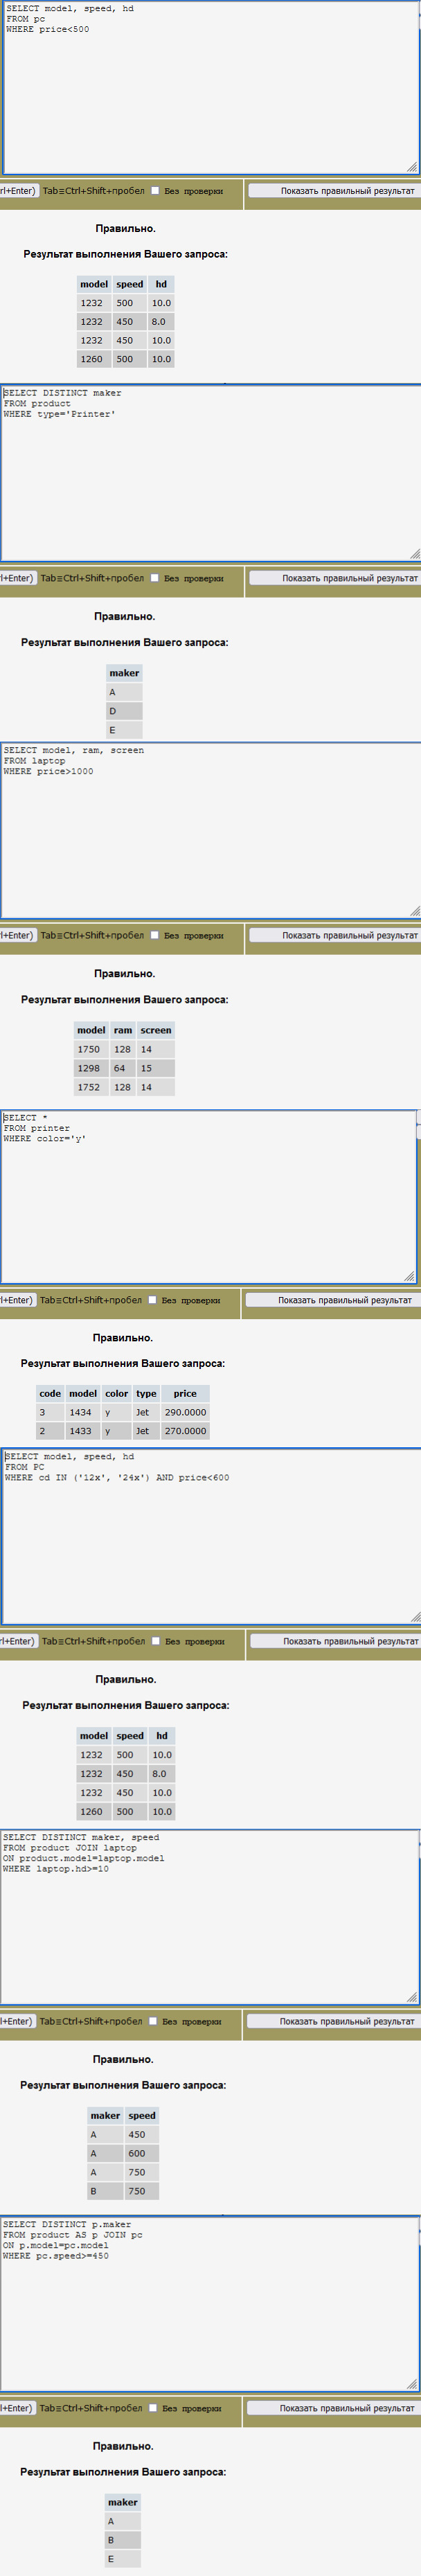 SELECT model, speed, hd
FROM pc
WHERE price<500
rl+Enter) Tab≡Ctrl+Shift+пробел Без проверки Показать правильный результат
Правильно.
Результат выполнения Вашего запроса:
model speed hd
1232 500 10.0
1232 450 8.0
1232 450 10.0
1260 500 10.0
SELECT DISTINCT maker
FROM product
WHERE type='Printer'
l+Enter) Tab≡Ctrl+Shift+пробел Без проверки Показать правильный результат
Правильно.
Результат выполнения Вашего запроса:
maker
A
D
E
SELECT model, ram, screen
FROM laptop
WHERE price>1000
l+Enter) Tab≡Ctrl+Shift+пробел Без проверки Показать правильный результат
Правильно.
Результат выполнения Вашего запроса:
model ram screen
1750 128 14
1298 64 15
1752 128 14
SELECT *
FROM printer
WHERE color='y'
l+Enter) Tab≡Ctrl+Shift+пробел Без проверки Показать правильный результат
Правильно.
Результат выполнения Вашего запроса:
code model color type price
3 1434 y Jet 290.0000
2 1433 y Jet 270.0000
SELECT model, speed, hd
FROM PC
WHERE cd IN ('12x', '24x') AND price<600
l+Enter) Tab≡Ctrl+Shift+пробел Без проверки Показать правильный результат
Правильно.
Результат выполнения Вашего запроса:
model speed hd
1232 500 10.0
1232 450 8.0
1232 450 10.0
1260 500 10.0
SELECT DISTINCT maker, speed
FROM product JOIN laptop
ON product.model=laptop.model
WHERE laptop.hd>=10
l+Enter) Tab≡Ctrl+Shift+пробел Без проверки Показать правильный результат
Правильно.
Результат выполнения Вашего запроса:
maker speed
A 450
A 600
A 750
B 750
SELECT DISTINCT p.maker
FROM product AS p JOIN pc
ON p.model=pc.model
WHERE pc.speed>=450
l+Enter) Tab≡Ctrl+Shift+пробел Без проверки Показать правильный результат
Правильно.
Результат выполнения Вашего запроса:
maker
A
B
E